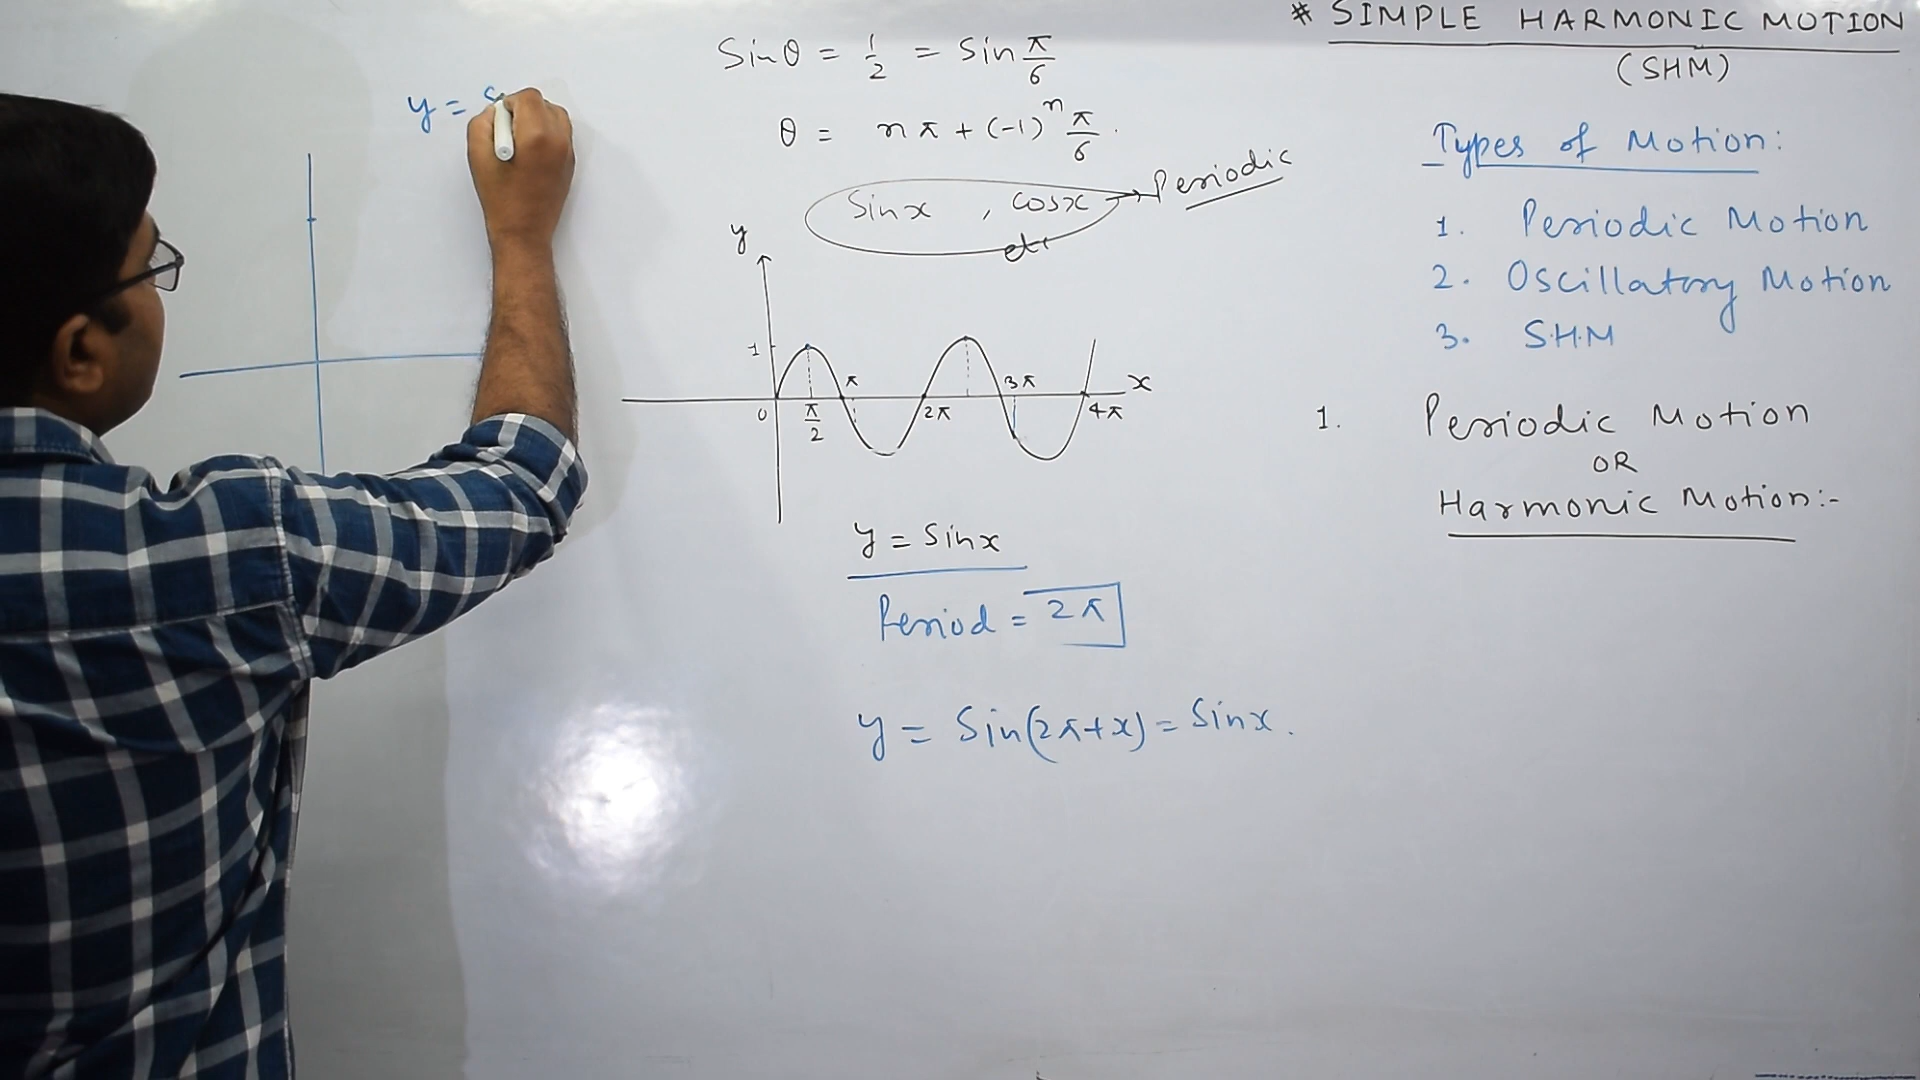 # SIMPLE HARMONIC MOTION
(SHM)
Types of Motion:
1. Periodic Motion
2. Oscillatory Motion
3. S.H.M
1. Periodic Motion
OR
Harmonic Motion:-
Sinθ = 1/2 = Sin π/6
θ = nπ + (-1)^n π/6.
Sinx , cosx → Periodic
etc
y
1
0 π/2 π 2π 3π 4π x
y = Sinx
Period = 2π
y = Sin(2π+x) = Sinx.
y = S